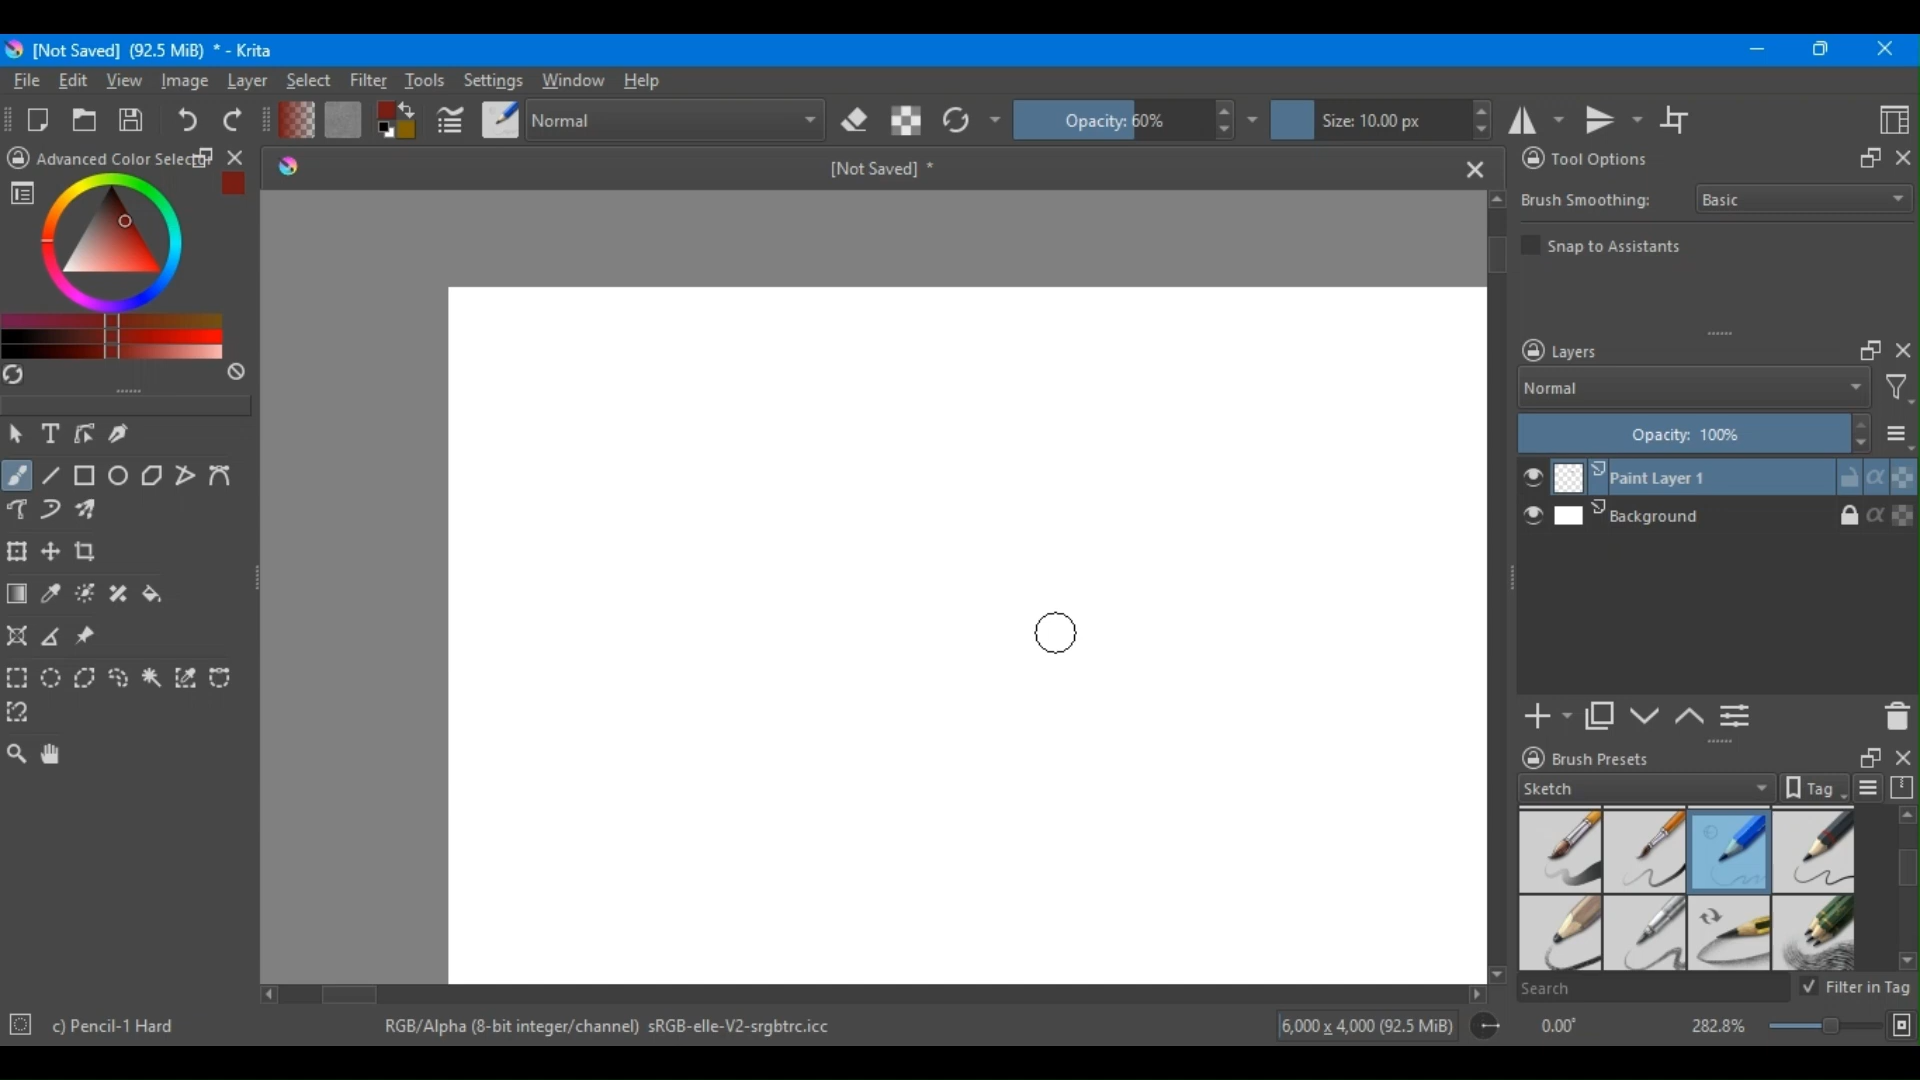 [Not Saved] (92.5 MiB) * - Krita
File Edit View Image Layer Select Filter Tools Settings Window Help
Normal
Opacity: 60%
Size: 10.00 px
Advanced Color Selector
[Not Saved] *
Tool Options
Brush Smoothing: Basic
Snap to Assistants
Layers
Normal
Opacity: 100%
Paint Layer 1
Background
Brush Presets
Sketch
Tag
Search
Filter in Tag
c) Pencil-1 Hard
RGB/Alpha (8-bit integer/channel) sRGB-elle-V2-srgbtrc.icc
6,000 x 4,000 (92.5 MiB)
0.00°
282.8%